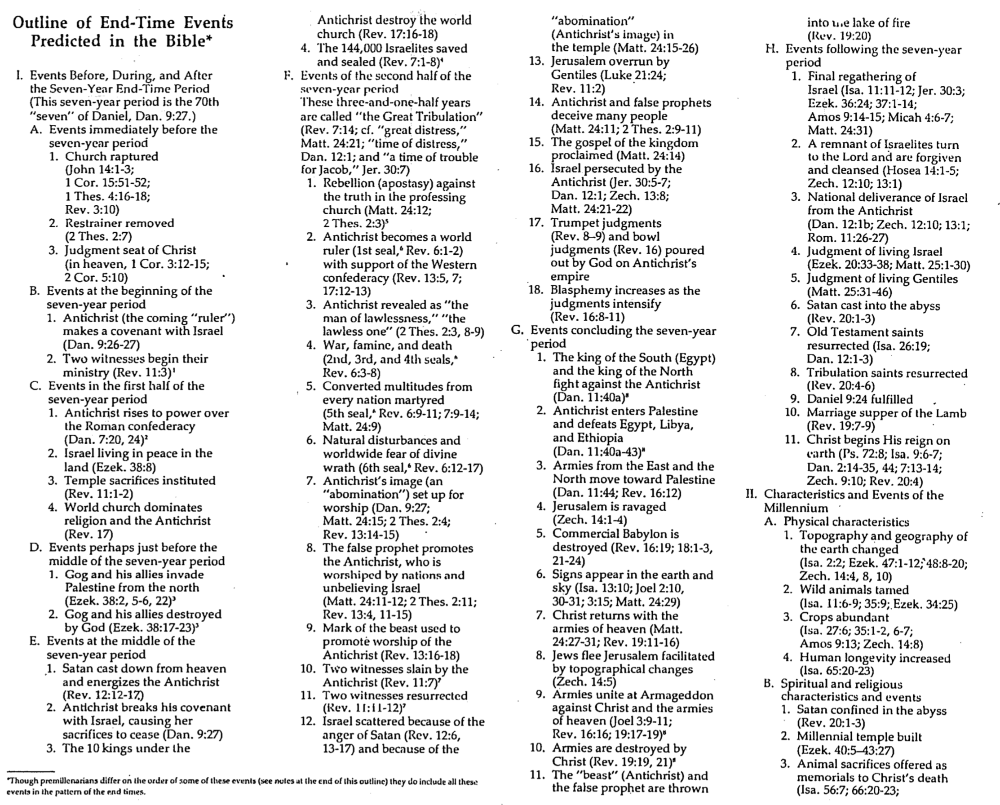 Outline of End-Time Events
Predicted in the Bible*
I. Events Before, During, and After
the Seven-Year End-Time Period
(This seven-year period is the 70th
"seven" of Daniel, Dan. 9:27.)
A. Events immediately before the
seven-year period
1. Church raptured
(John 14:1-3;
1 Cor. 15:51-52;
1 Thes. 4:16-18;
Rev. 3:10)
2. Restrainer removed
(2 Thes. 2:7)
3. Judgment seat of Christ
(in heaven, 1 Cor. 3:12-15;
2 Cor. 5:10)
B. Events at the beginning of the
seven-year period
1. Antichrist (the coming "ruler")
makes a covenant with Israel
(Dan. 9:26-27)
2. Two witnesses begin their
ministry (Rev. 11:3)¹
C. Events in the first half of the
seven-year period
1. Antichrist rises to power over
the Roman confederacy
(Dan. 7:20, 24)²
2. Israel living in peace in the
land (Ezek. 38:8)
3. Temple sacrifices instituted
(Rev. 11:1-2)
4. World church dominates
religion and the Antichrist
(Rev. 17)
D. Events perhaps just before the
middle of the seven-year period
1. Gog and his allies invade
Palestine from the north
(Ezek. 38:2, 5-6, 22)³
2. Gog and his allies destroyed
by God (Ezek. 38:17-23)³
E. Events at the middle of the
seven-year period
1. Satan cast down from heaven
and energizes the Antichrist
(Rev. 12:12-17)
2. Antichrist breaks his covenant
with Israel, causing her
sacrifices to cease (Dan. 9:27)
3. The 10 kings under the
Antichrist destroy the world
church (Rev. 17:16-18)
4. The 144,000 Israelites saved
and sealed (Rev. 7:1-8)⁴
F. Events of the second half of the
seven-year period
These three-and-one-half years
are called "the Great Tribulation"
(Rev. 7:14; cf. "great distress,"
Matt. 24:21; "time of distress,"
Dan. 12:1; and "a time of trouble
for Jacob," Jer. 30:7)
1. Rebellion (apostasy) against
the truth in the professing
church (Matt. 24:12;
2 Thes. 2:3)⁵
2. Antichrist becomes a world
ruler (1st seal,⁶ Rev. 6:1-2)
with support of the Western
confederacy (Rev. 13:5, 7;
17:12-13)
3. Antichrist revealed as "the
man of lawlessness," "the
lawless one" (2 Thes. 2:3, 8-9)
4. War, famine, and death
(2nd, 3rd, and 4th seals,⁶
Rev. 6:3-8)
5. Converted multitudes from
every nation martyred
(5th seal,⁶ Rev. 6:9-11; 7:9-14;
Matt. 24:9)
6. Natural disturbances and
worldwide fear of divine
wrath (6th seal,⁶ Rev. 6:12-17)
7. Antichrist's image (an
"abomination") set up for
worship (Dan. 9:27;
Matt. 24:15; 2 Thes. 2:4;
Rev. 13:14-15)
8. The false prophet promotes
the Antichrist, who is
worshiped by nations and
unbelieving Israel
(Matt. 24:11-12; 2 Thes. 2:11;
Rev. 13:4, 11-15)
9. Mark of the beast used to
promote worship of the
Antichrist (Rev. 13:16-18)
10. Two witnesses slain by the
Antichrist (Rev. 11:7)⁷
11. Two witnesses resurrected
(Rev. 11:11-12)⁷
12. Israel scattered because of the
anger of Satan (Rev. 12:6,
13-17) and because of the
"abomination"
(Antichrist's image) in
the temple (Matt. 24:15-26)
13. Jerusalem overrun by
Gentiles (Luke 21:24;
Rev. 11:2)
14. Antichrist and false prophets
deceive many people
(Matt. 24:11; 2 Thes. 2:9-11)
15. The gospel of the kingdom
proclaimed (Matt. 24:14)
16. Israel persecuted by the
Antichrist (Jer. 30:5-7;
Dan. 12:1; Zech. 13:8;
Matt. 24:21-22)
17. Trumpet judgments
(Rev. 8–9) and bowl
judgments (Rev. 16) poured
out by God on Antichrist's
empire
18. Blasphemy increases as the
judgments intensify
(Rev. 16:8-11)
G. Events concluding the seven-year
period
1. The king of the South (Egypt)
and the king of the North
fight against the Antichrist
(Dan. 11:40a)⁸
2. Antichrist enters Palestine
and defeats Egypt, Libya,
and Ethiopia
(Dan. 11:40a-43)⁸
3. Armies from the East and the
North move toward Palestine
(Dan. 11:44; Rev. 16:12)
4. Jerusalem is ravaged
(Zech. 14:1-4)
5. Commercial Babylon is
destroyed (Rev. 16:19; 18:1-3,
21-24)
6. Signs appear in the earth and
sky (Isa. 13:10; Joel 2:10,
30-31; 3:15; Matt. 24:29)
7. Christ returns with the
armies of heaven (Matt.
24:27-31; Rev. 19:11-16)
8. Jews flee Jerusalem facilitated
by topographical changes
(Zech. 14:5)
9. Armies unite at Armageddon
against Christ and the armies
of heaven (Joel 3:9-11;
Rev. 16:16; 19:17-19)⁸
10. Armies are destroyed by
Christ (Rev. 19:19, 21)⁸
11. The "beast" (Antichrist) and
the false prophet are thrown
into the lake of fire
(Rev. 19:20)
H. Events following the seven-year
period
1. Final regathering of
Israel (Isa. 11:11-12; Jer. 30:3;
Ezek. 36:24; 37:1-14;
Amos 9:14-15; Micah 4:6-7;
Matt. 24:31)
2. A remnant of Israelites turn
to the Lord and are forgiven
and cleansed (Hosea 14:1-5;
Zech. 12:10; 13:1)
3. National deliverance of Israel
from the Antichrist
(Dan. 12:1b; Zech. 12:10; 13:1;
Rom. 11:26-27)
4. Judgment of living Israel
(Ezek. 20:33-38; Matt. 25:1-30)
5. Judgment of living Gentiles
(Matt. 25:31-46)
6. Satan cast into the abyss
(Rev. 20:1-3)
7. Old Testament saints
resurrected (Isa. 26:19;
Dan. 12:1-3)
8. Tribulation saints resurrected
(Rev. 20:4-6)
9. Daniel 9:24 fulfilled
10. Marriage supper of the Lamb
(Rev. 19:7-9)
11. Christ begins His reign on
earth (Ps. 72:8; Isa. 9:6-7;
Dan. 2:14-35, 44; 7:13-14;
Zech. 9:10; Rev. 20:4)
II. Characteristics and Events of the
Millennium
A. Physical characteristics
1. Topography and geography of
the earth changed
(Isa. 2:2; Ezek. 47:1-12; 48:8-20;
Zech. 14:4, 8, 10)
2. Wild animals tamed
(Isa. 11:6-9; 35:9; Ezek. 34:25)
3. Crops abundant
(Isa. 27:6; 35:1-2, 6-7;
Amos 9:13; Zech. 14:8)
4. Human longevity increased
(Isa. 65:20-23)
B. Spiritual and religious
characteristics and events
1. Satan confined in the abyss
(Rev. 20:1-3)
2. Millennial temple built
(Ezek. 40:5–43:27)
3. Animal sacrifices offered as
memorials to Christ's death
(Isa. 56:7; 66:20-23;
*Though premillenarians differ on the order of some of these events (see notes at the end of this outline) they do include all these
events in the pattern of the end times.